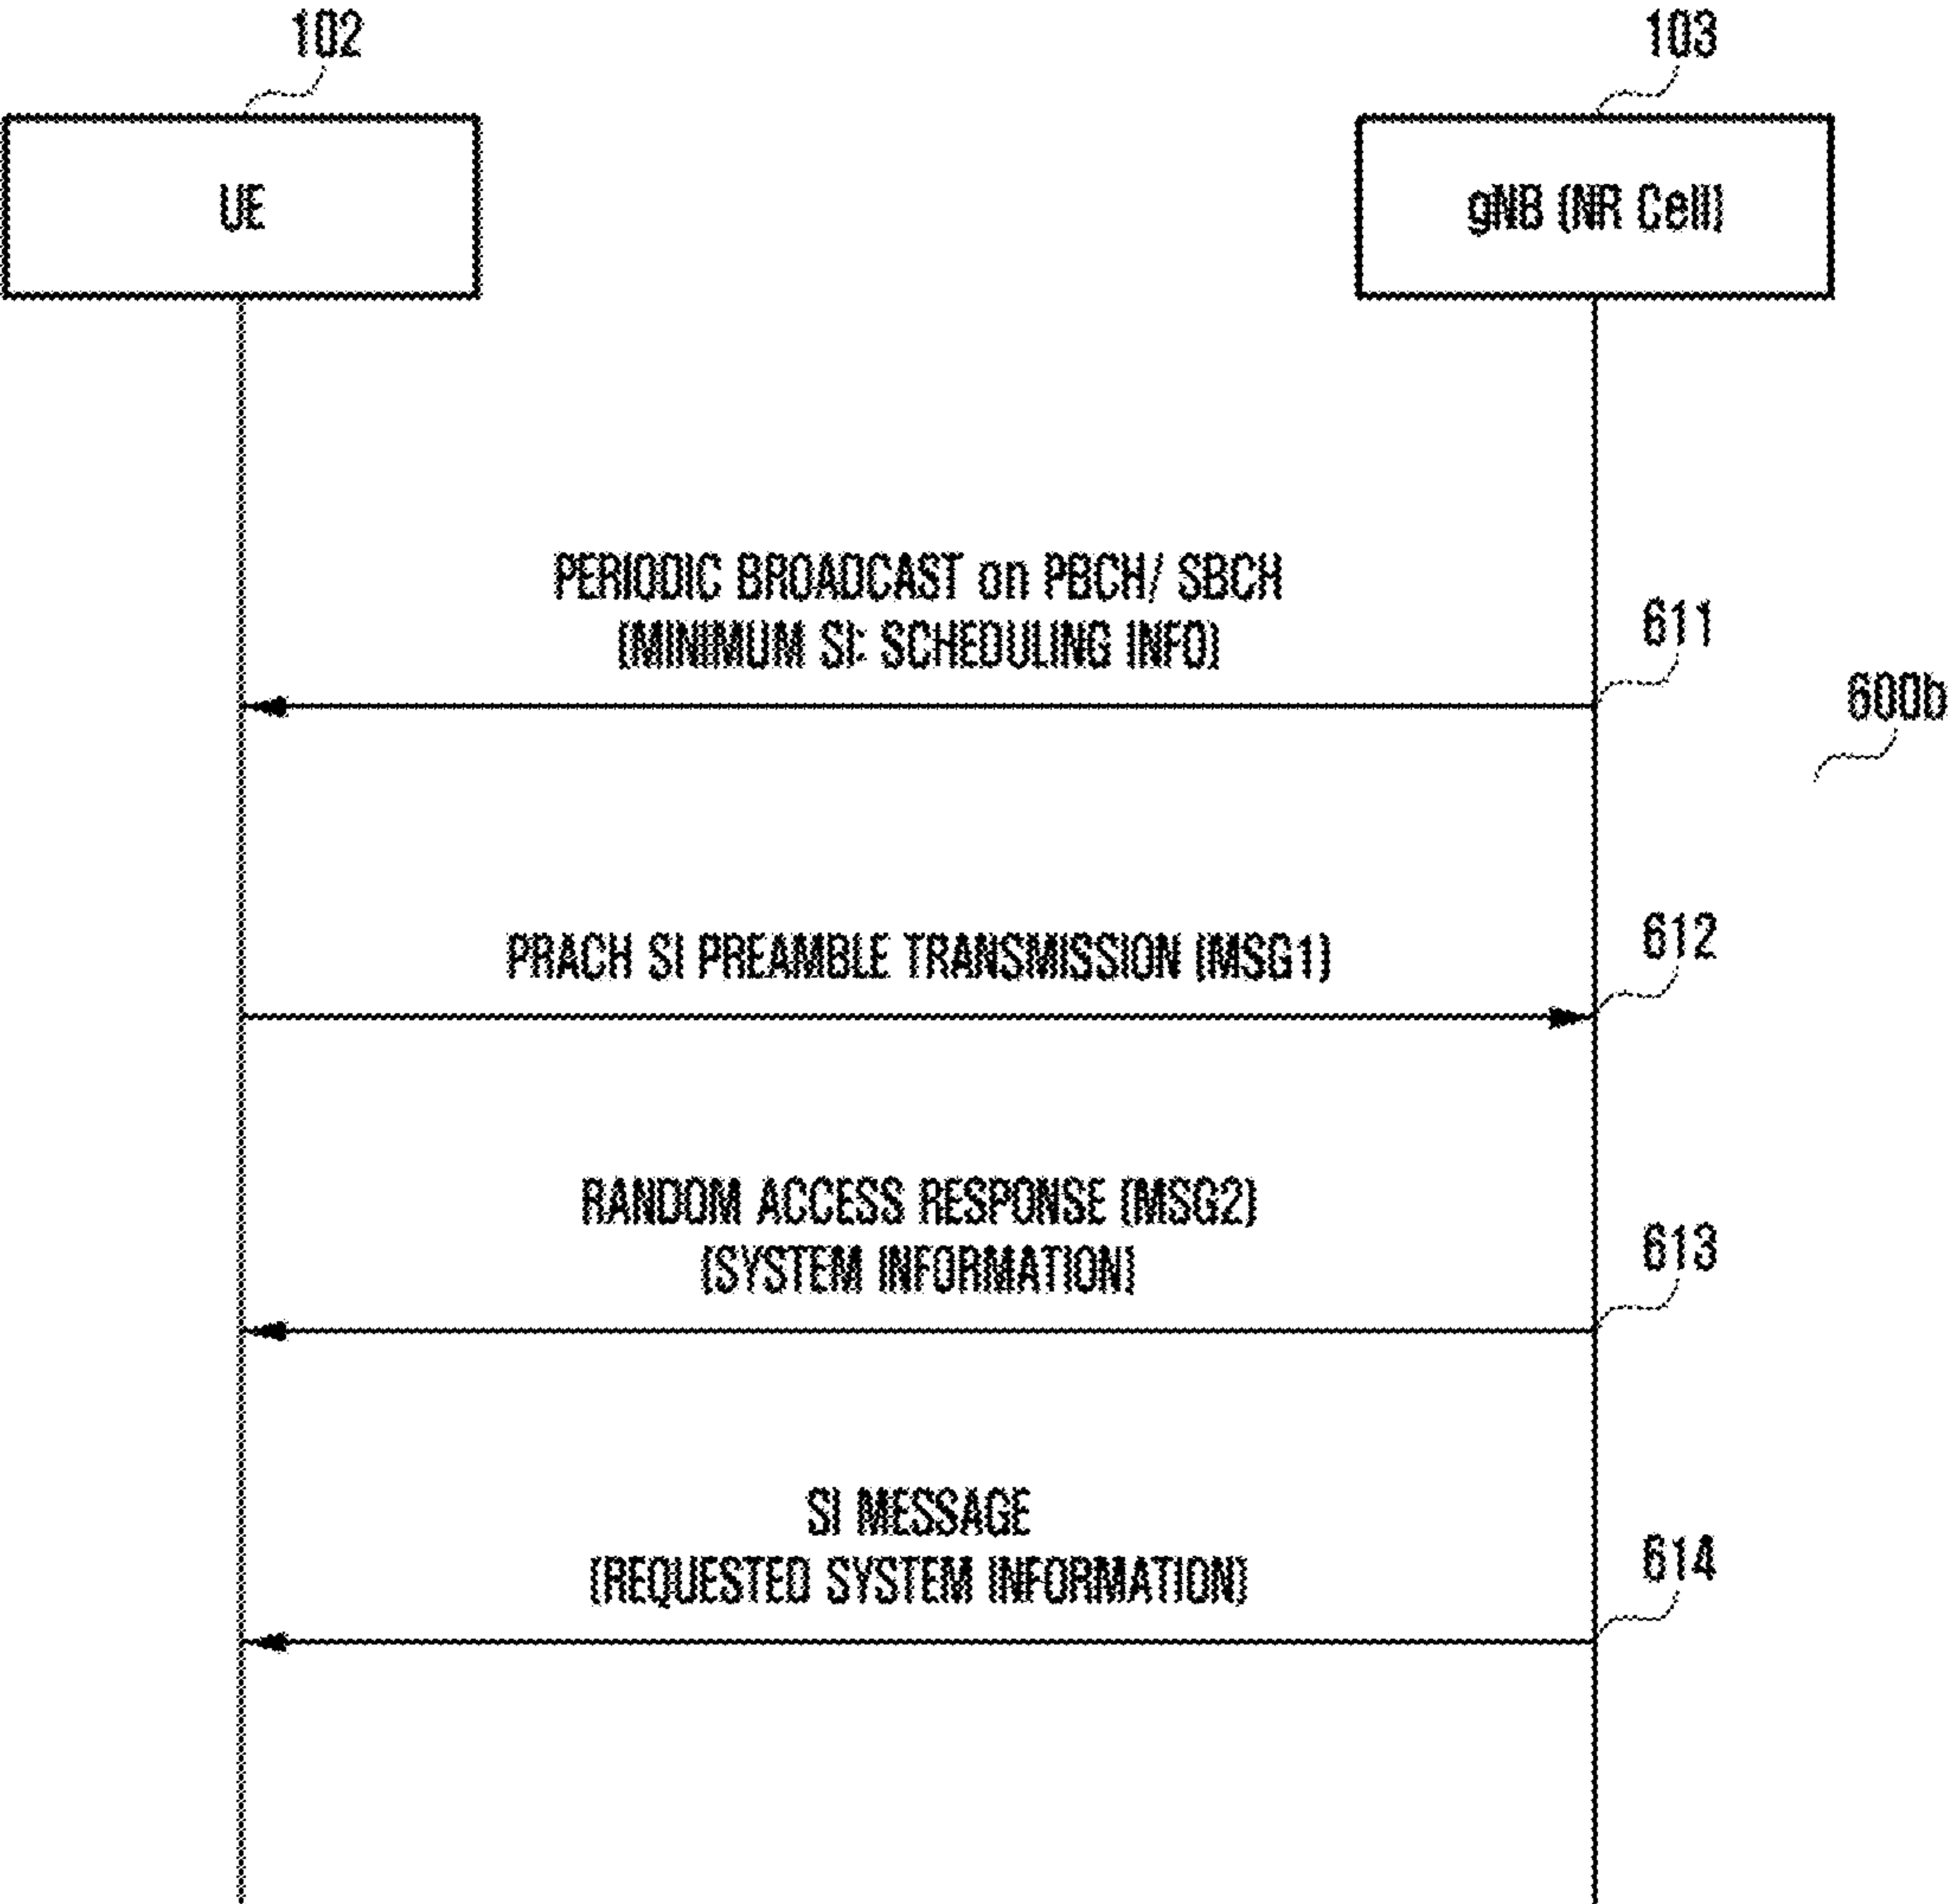 102
103
UE
gNB (NR Cell)
PERIODIC BROADCAST on PBCH/ SBCH
(MINIMUM SI: SCHEDULING INFO)
611
600b
PRACH SI PREAMBLE TRANSMISSION (MSG1)
612
RANDOM ACCESS RESPONSE (MSG2)
(SYSTEM INFORMATION)
613
SI MESSAGE
(REQUESTED SYSTEM INFORMATION)
614